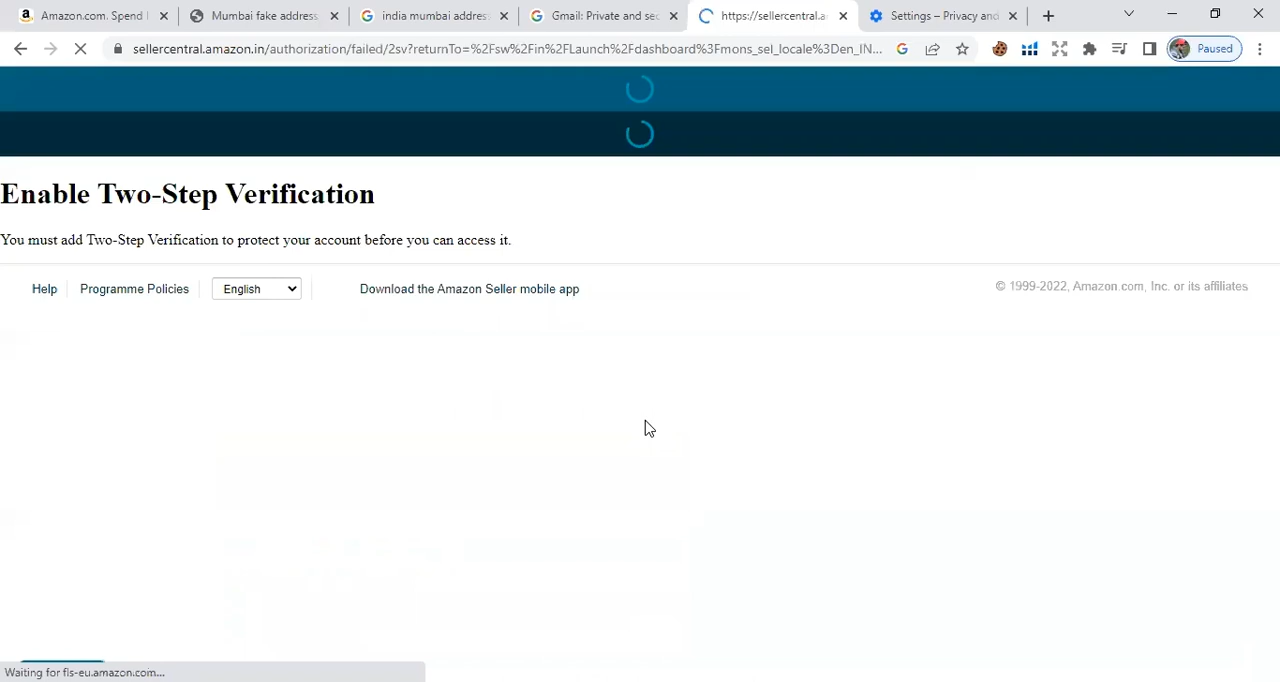 Amazon.com. Spend l
Mumbai fake address
india mumbai address
Gmail: Private and sec
https://sellercentral.a
Settings – Privacy and
sellercentral.amazon.in/authorization/failed/2sv?returnTo=%2Fsw%2Fin%2FLaunch%2Fdashboard%3Fmons_sel_locale%3Den_IN...
Paused
Enable Two-Step Verification
You must add Two-Step Verification to protect your account before you can access it.
Help
Programme Policies
English
Download the Amazon Seller mobile app
© 1999-2022, Amazon.com, Inc. or its affiliates
Waiting for fls-eu.amazon.com...